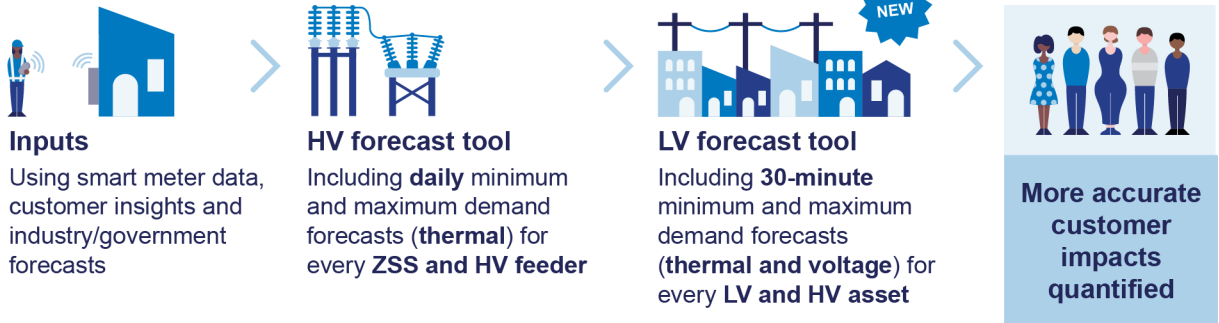 NEW
Inputs
Using smart meter data,
customer insights and
industry/government
forecasts
HV forecast tool
Including daily minimum
and maximum demand
forecasts (thermal) for
every ZSS and HV feeder
LV forecast tool
Including 30-minute
minimum and maximum
demand forecasts
(thermal and voltage) for
every LV and HV asset
More accurate
customer
impacts
quantified